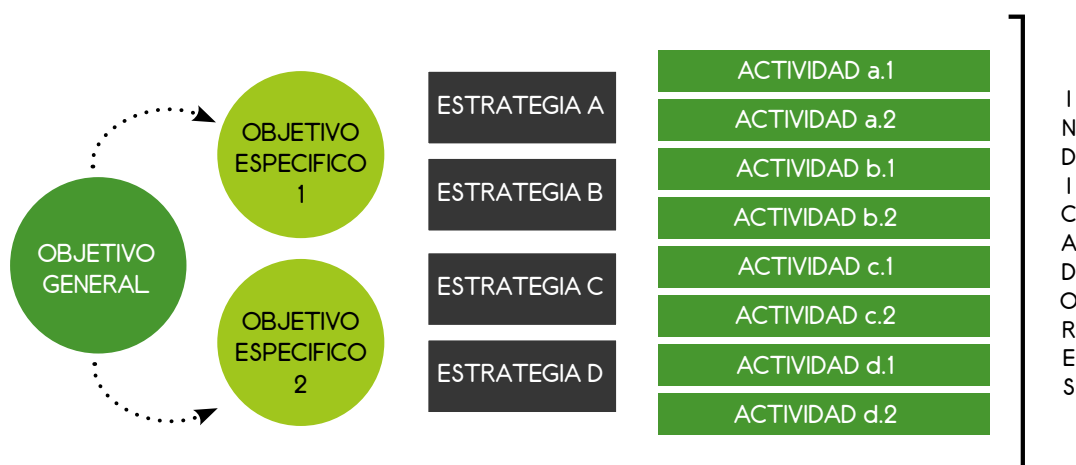 OBJETIVO
GENERAL
OBJETIVO
ESPECIFICO
1
OBJETIVO
ESPECIFICO
2
ESTRATEGIA A
ESTRATEGIA B
ESTRATEGIA C
ESTRATEGIA D
ACTIVIDAD a.1
ACTIVIDAD a.2
ACTIVIDAD b.1
ACTIVIDAD b.2
ACTIVIDAD c.1
ACTIVIDAD c.2
ACTIVIDAD d.1
ACTIVIDAD d.2
INDICADORES